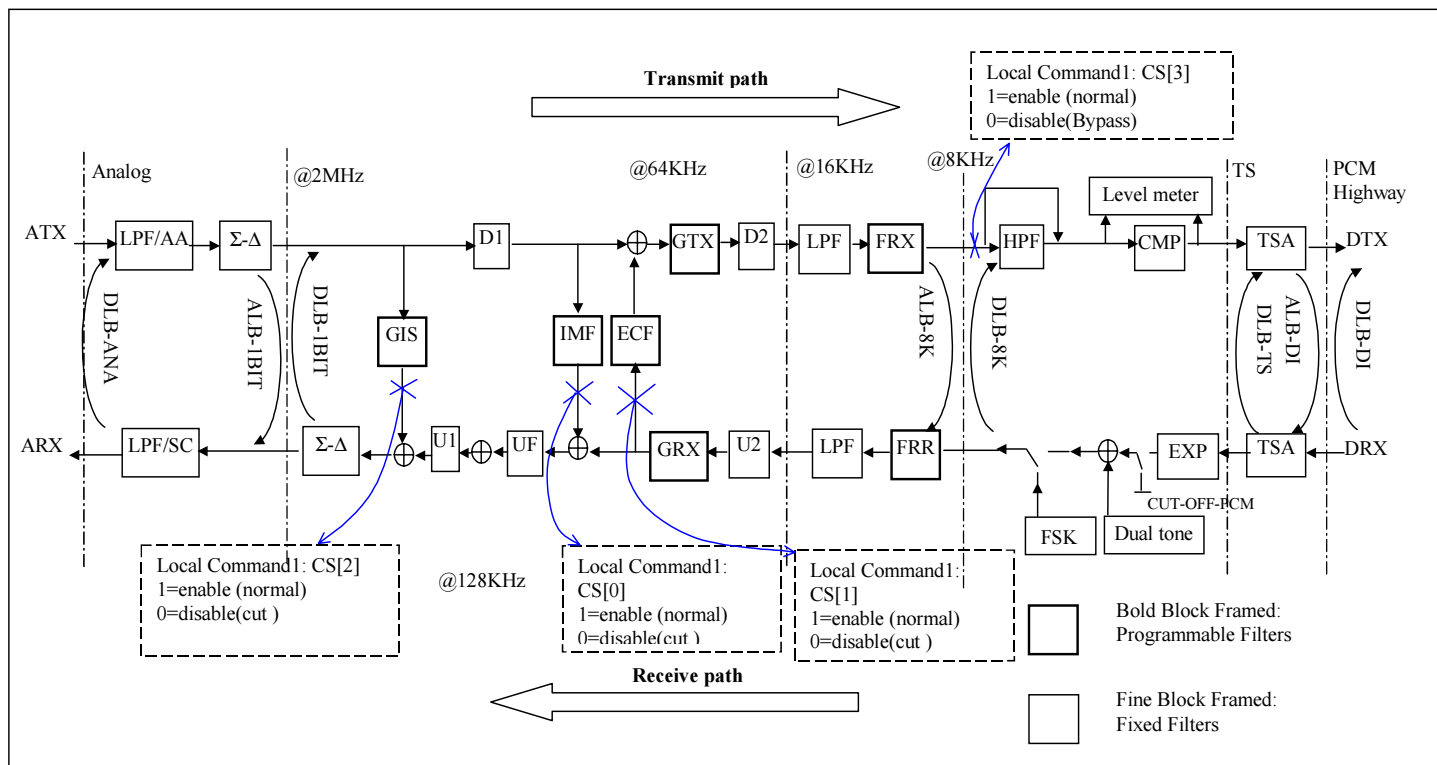 Transmit path
Local Command1: CS[3]
1=enable (normal)
0=disable(Bypass)
Analog
@2MHz
@64KHz
@16KHz
@8KHz
TS
PCM
Highway
Level meter
ATX
LPF/AA
Σ-Δ
D1
GTX
D2
LPF
FRX
HPF
CMP
TSA
DTX
DLB-ANA
ALB-1BIT
DLB-1BIT
GIS
IMF
ECF
ALB-8K
DLB-8K
DLB-TS
ALB-DI
DLB-DI
ARX
LPF/SC
Σ-Δ
U1
UF
GRX
U2
LPF
FRR
EXP
TSA
DRX
CUT-OFF-PCM
FSK
Dual tone
Local Command1: CS[2]
1=enable (normal)
0=disable(cut )
@128KHz
Local Command1:
CS[0]
1=enable (normal)
0=disable(cut )
Local Command1:
CS[1]
1=enable (normal)
0=disable(cut )
Bold Block Framed:
Programmable Filters
Receive path
Fine Block Framed:
Fixed Filters